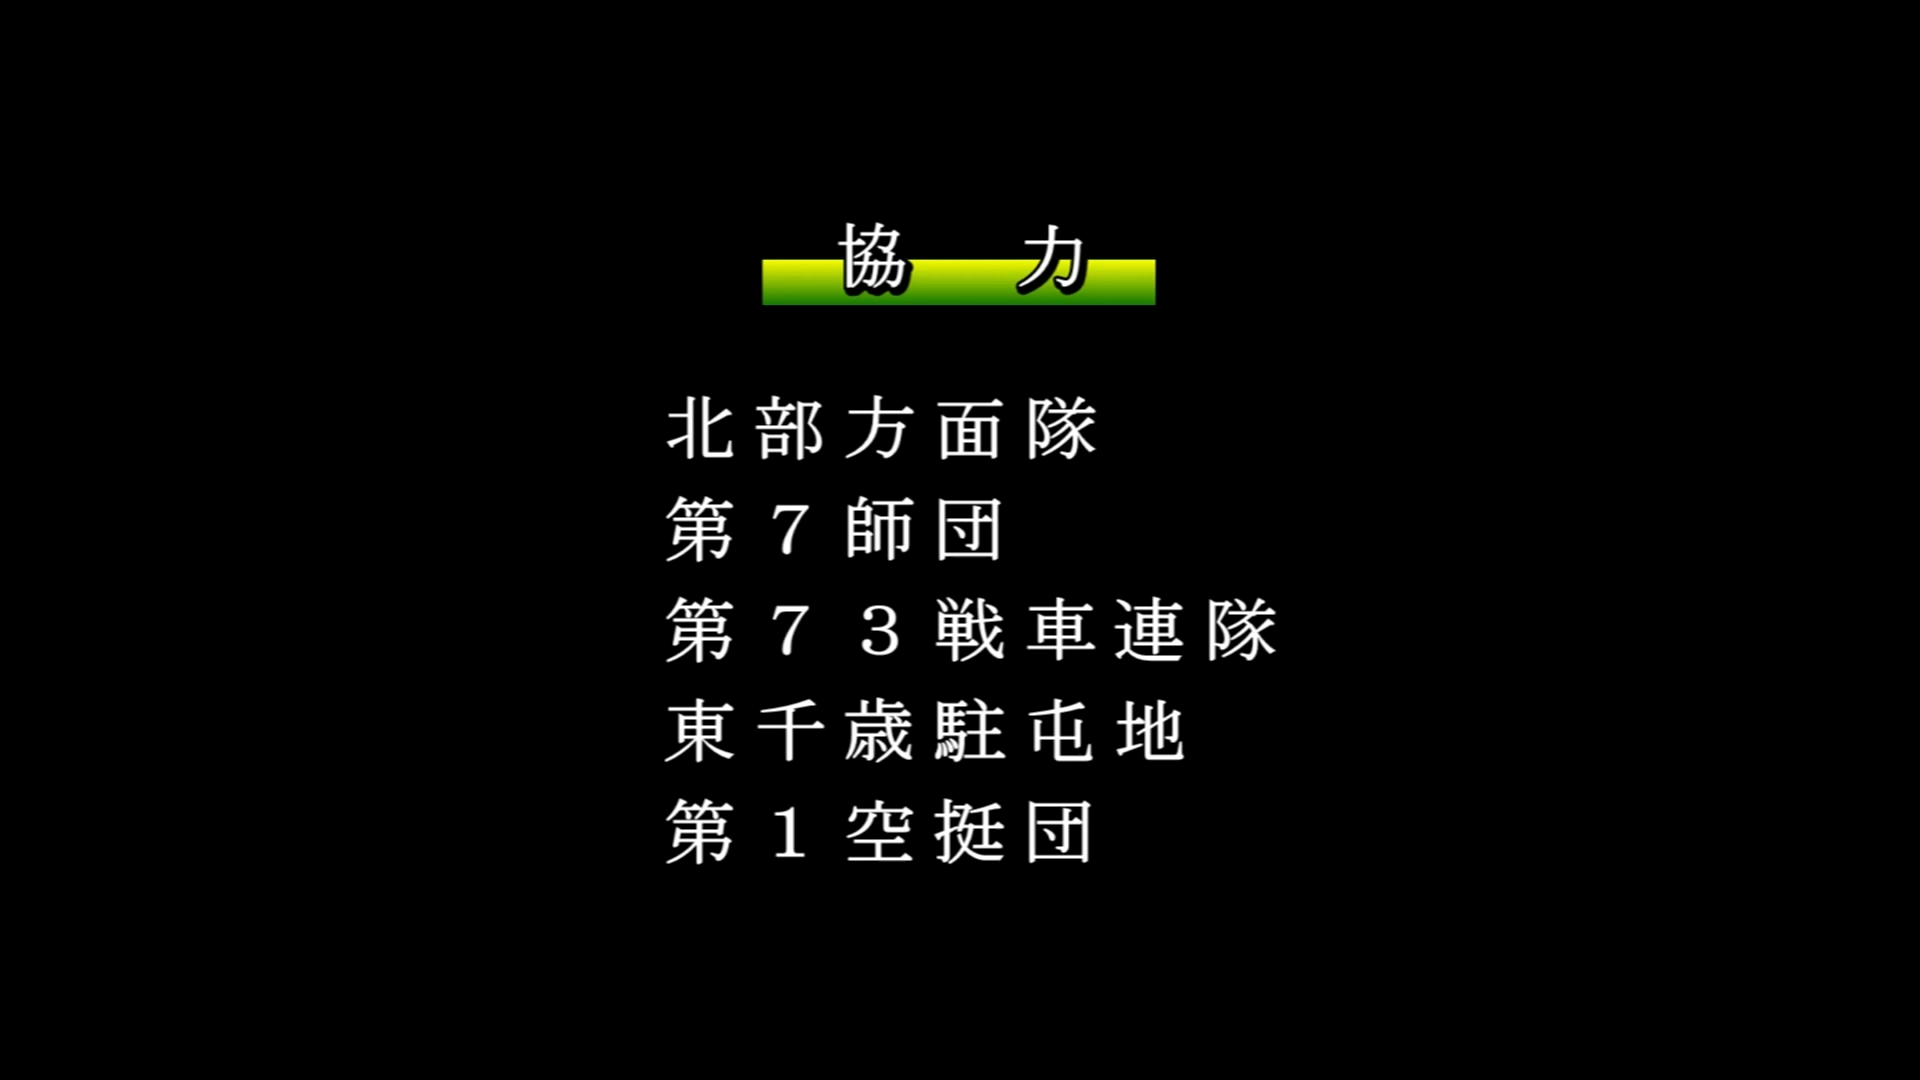 協　力
北部方面隊
第７師団
第７３戦車連隊
東千歳駐屯地
第１空挺団